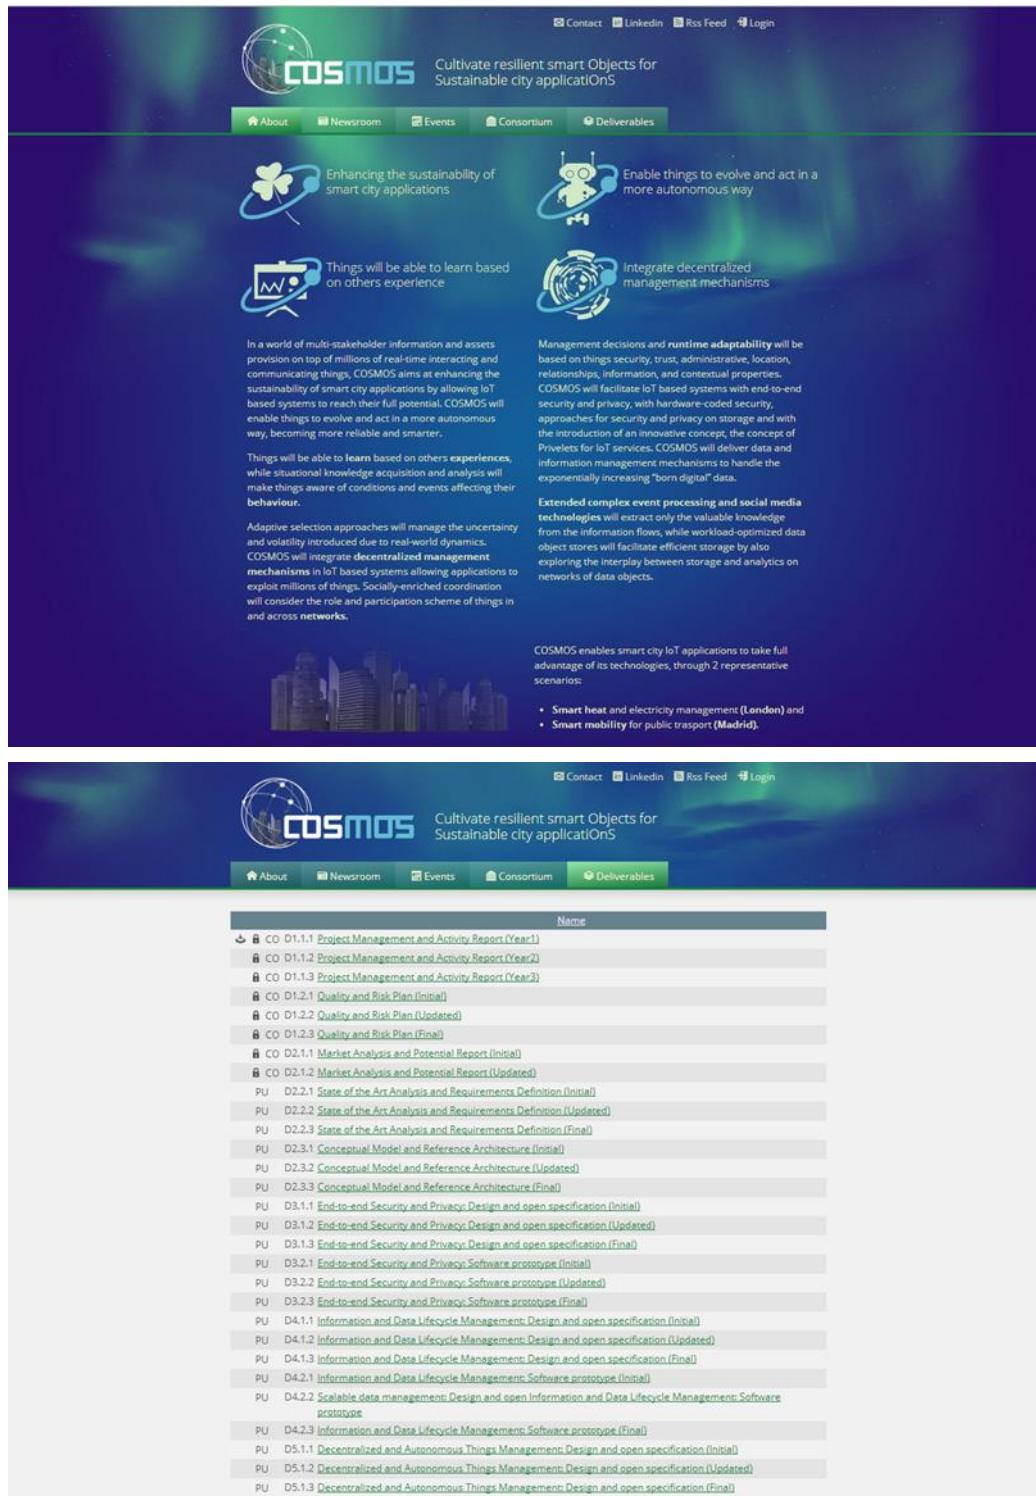 Contact Linkedin Rss Feed Login
COSMOS
Cultivate resilient smart Objects for
Sustainable city applicatiOnS
About Newsroom Events Consortium Deliverables
Enhancing the sustainability of
smart city applications
Enable things to evolve and act in a
more autonomous way
Things will be able to learn based
on others experience
Integrate decentralized
management mechanisms
In a world of multi-stakeholder information and assets
provision on top of millions of real-time interacting and
communicating things, COSMOS aims at enhancing the
sustainability of smart city applications by allowing IoT
based systems to reach their full potential. COSMOS will
enable things to evolve and act in a more autonomous
way, becoming more reliable and smarter.
Things will be able to learn based on others experiences,
while situational knowledge acquisition and analysis will
make things aware of conditions and events affecting their
behaviour.
Adaptive selection approaches will manage the uncertainty
and volatility introduced due to real-world dynamics.
COSMOS will integrate decentralized management
mechanisms in IoT based systems allowing applications to
exploit millions of things. Socially-enriched coordination
will consider the role and participation scheme of things in
and across networks.
Management decisions and runtime adaptability will be
based on things security, trust, administrative, location,
relationships, information, and contextual properties.
COSMOS will facilitate IoT based systems with end-to-end
security and privacy, with hardware-coded security,
approaches for security and privacy on storage and with
the introduction of an innovative concept, the concept of
Privelets for IoT services. COSMOS will deliver data and
information management mechanisms to handle the
exponentially increasing "born digital" data.
Extended complex event processing and social media
technologies will extract only the valuable knowledge
from the information flows, while workload-optimized data
object stores will facilitate efficient storage by also
exploring the interplay between storage and analytics on
networks of data objects.
COSMOS enables smart city IoT applications to take full
advantage of its technologies, through 2 representative
scenarios:
• Smart heat and electricity management (London) and
• Smart mobility for public trasport (Madrid).
Contact Linkedin Rss Feed Login
COSMOS
Cultivate resilient smart Objects for
Sustainable city applicatiOnS
About Newsroom Events Consortium Deliverables
Name
CO D1.1.1 Project Management and Activity Report (Year1)
CO D1.1.2 Project Management and Activity Report (Year2)
CO D1.1.3 Project Management and Activity Report (Year3)
CO D1.2.1 Quality and Risk Plan (Initial)
CO D1.2.2 Quality and Risk Plan (Updated)
CO D1.2.3 Quality and Risk Plan (Final)
CO D2.1.1 Market Analysis and Potential Report (Initial)
CO D2.1.2 Market Analysis and Potential Report (Updated)
PU D2.2.1 State of the Art Analysis and Requirements Definition (Initial)
PU D2.2.2 State of the Art Analysis and Requirements Definition (Updated)
PU D2.2.3 State of the Art Analysis and Requirements Definition (Final)
PU D2.3.1 Conceptual Model and Reference Architecture (Initial)
PU D2.3.2 Conceptual Model and Reference Architecture (Updated)
PU D2.3.3 Conceptual Model and Reference Architecture (Final)
PU D3.1.1 End-to-end Security and Privacy: Design and open specification (Initial)
PU D3.1.2 End-to-end Security and Privacy: Design and open specification (Updated)
PU D3.1.3 End-to-end Security and Privacy: Design and open specification (Final)
PU D3.2.1 End-to-end Security and Privacy: Software prototype (Initial)
PU D3.2.2 End-to-end Security and Privacy: Software prototype (Updated)
PU D3.2.3 End-to-end Security and Privacy: Software prototype (Final)
PU D4.1.1 Information and Data Lifecycle Management: Design and open specification (Initial)
PU D4.1.2 Information and Data Lifecycle Management: Design and open specification (Updated)
PU D4.1.3 Information and Data Lifecycle Management: Design and open specification (Final)
PU D4.2.1 Information and Data Lifecycle Management: Software prototype (Initial)
PU D4.2.2 Scalable data management: Design and open Information and Data Lifecycle Management: Software
prototype
PU D4.2.3 Information and Data Lifecycle Management: Software prototype (Final)
PU D5.1.1 Decentralized and Autonomous Things Management: Design and open specification (Initial)
PU D5.1.2 Decentralized and Autonomous Things Management: Design and open specification (Updated)
PU D5.1.3 Decentralized and Autonomous Things Management: Design and open specification (Final)